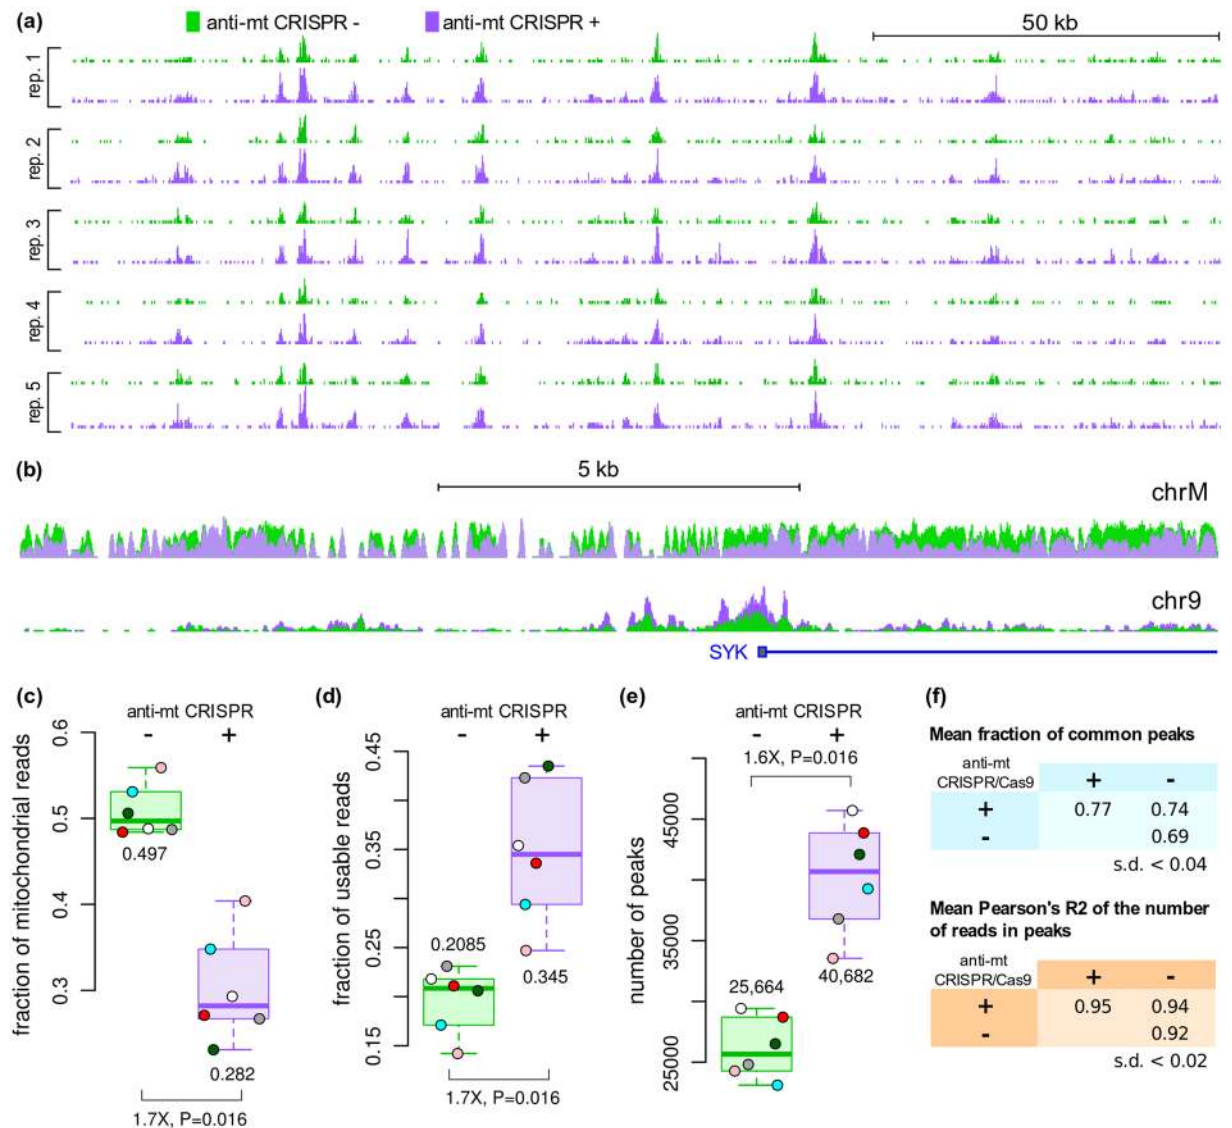 (a)
anti-mt CRISPR -
anti-mt CRISPR +
50 kb
rep. 1
rep. 2
rep. 3
rep. 4
rep. 5
(b)
5 kb
chrM
chr9
SYK
(c)
anti-mt CRISPR
- +
fraction of mitochondrial reads
0.6
0.5
0.4
0.3
0.497
0.282
1.7X, P=0.016
(d)
anti-mt CRISPR
- +
fraction of usable reads
0.45
0.35
0.25
0.15
0.2085
0.345
1.7X, P=0.016
(e)
anti-mt CRISPR
- +
1.6X, P=0.016
number of peaks
45000
35000
25000
25,664
40,682
(f)
Mean fraction of common peaks
anti-mt
CRISPR/Cas9
+ -
+ 0.77 0.74
- 0.69
s.d. < 0.04
Mean Pearson's R2 of the number
of reads in peaks
anti-mt
CRISPR/Cas9
+ -
+ 0.95 0.94
- 0.92
s.d. < 0.02